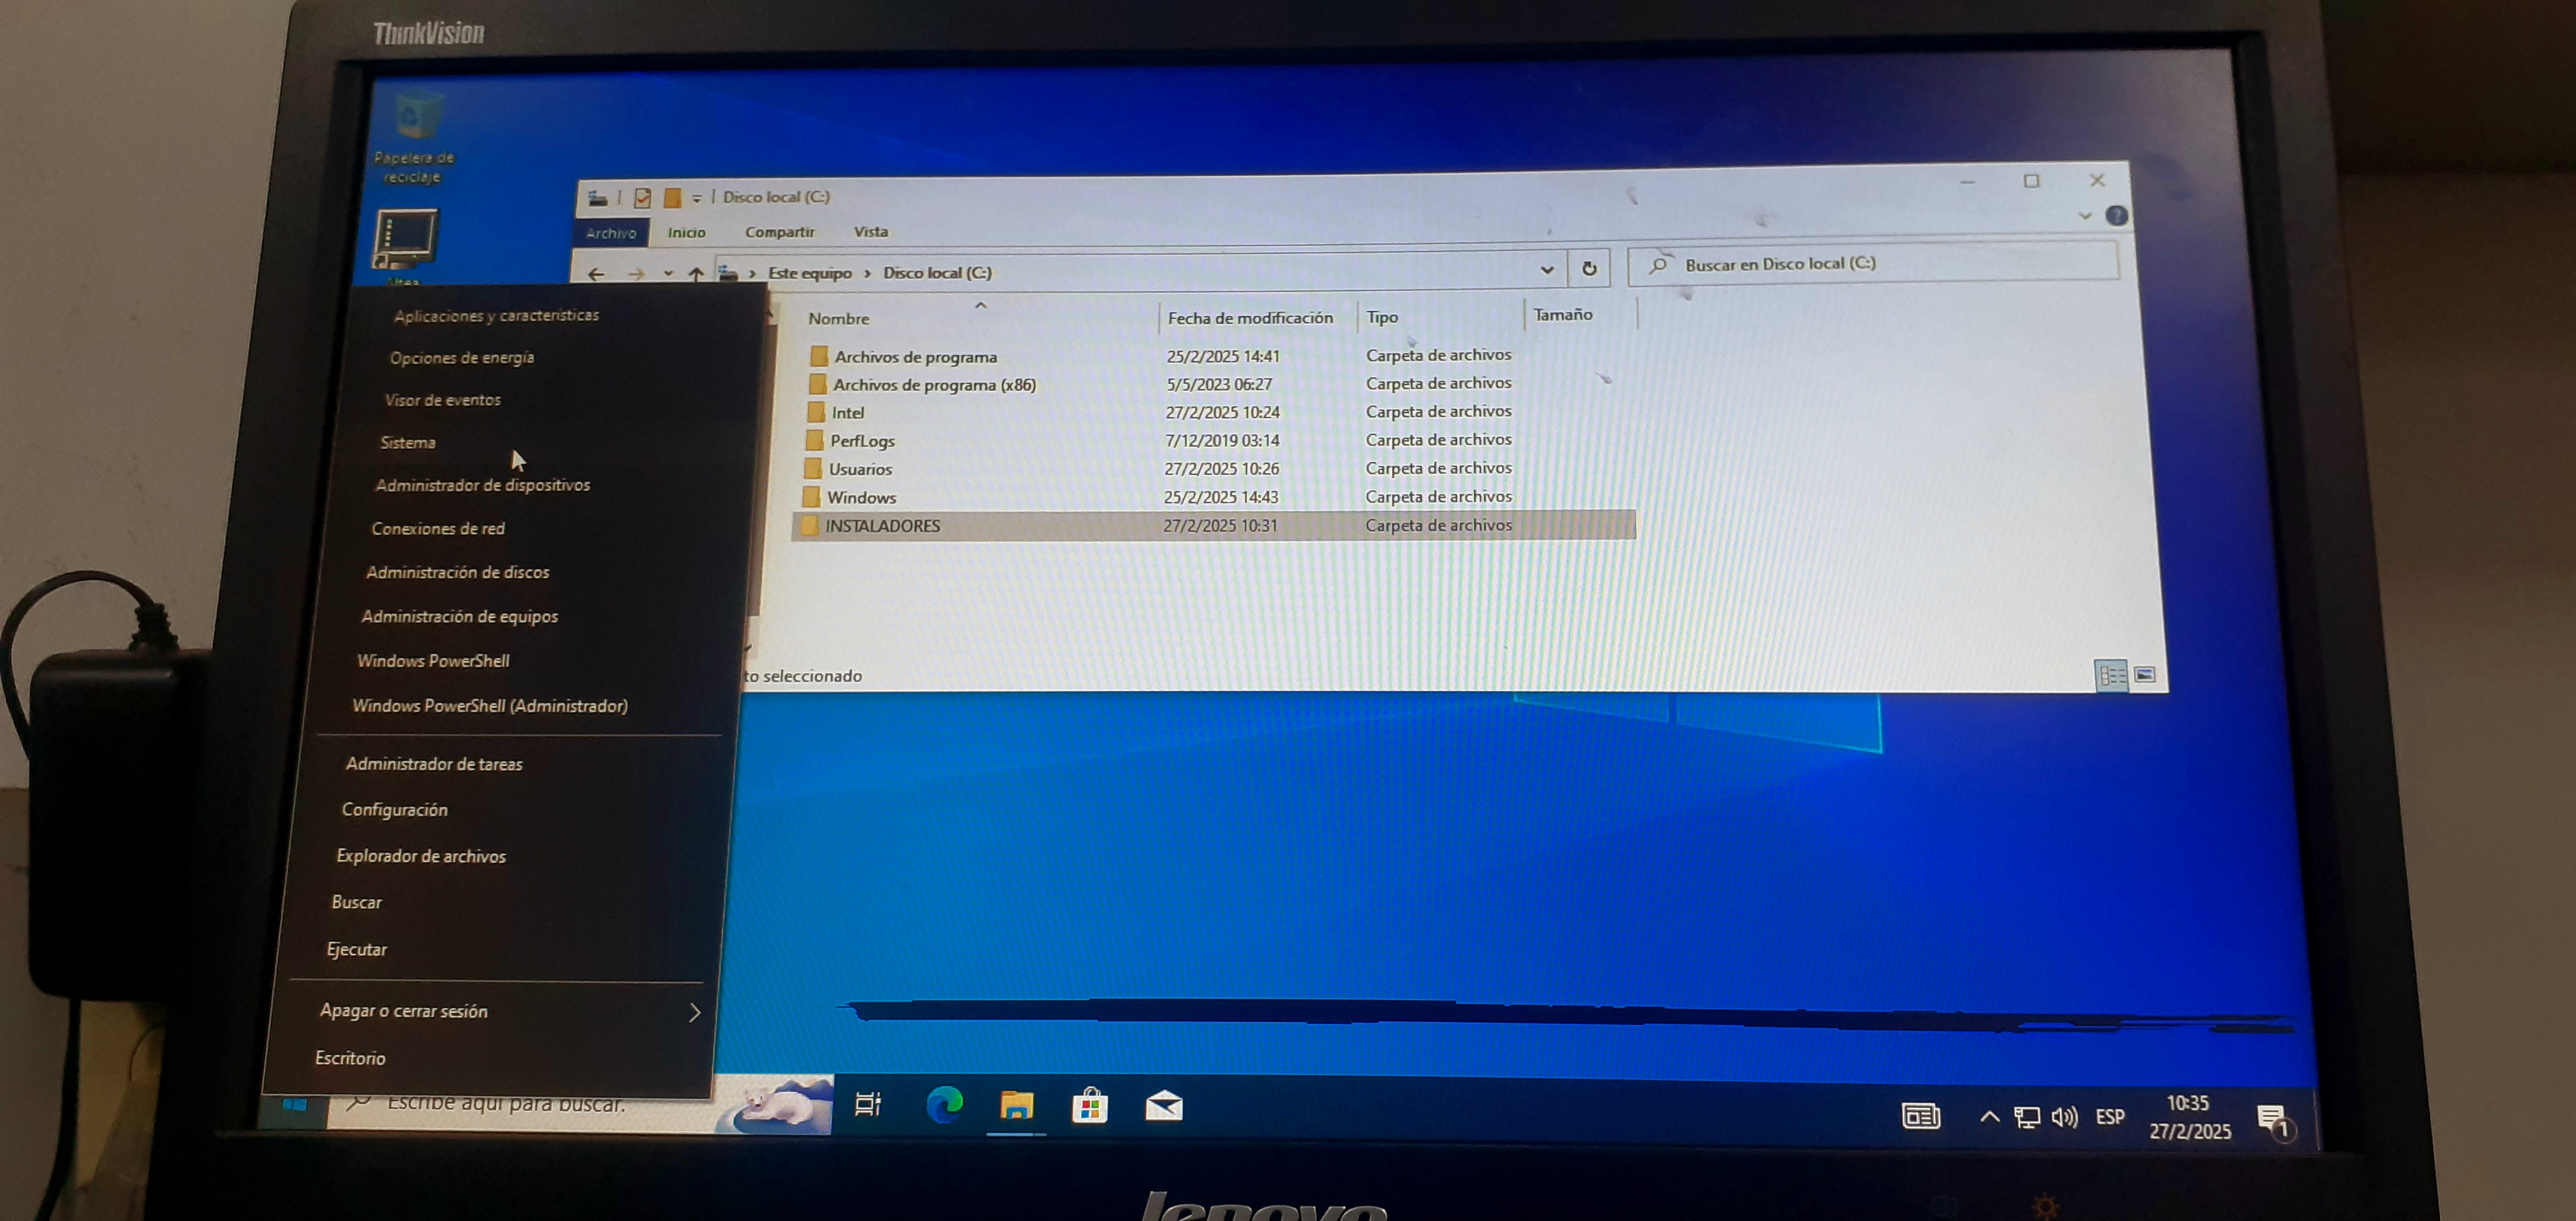 ThinkVision
Papelera de
reciclaje
Altea
Disco local (C:)
Archivo Inicio Compartir Vista
Este equipo > Disco local (C:)
Buscar en Disco local (C:)
Nombre Fecha de modificación Tipo Tamaño
Archivos de programa 25/2/2025 14:41 Carpeta de archivos
Archivos de programa (x86) 5/5/2023 06:27 Carpeta de archivos
Intel 27/2/2025 10:24 Carpeta de archivos
PerfLogs 7/12/2019 03:14 Carpeta de archivos
Usuarios 27/2/2025 10:26 Carpeta de archivos
Windows 25/2/2025 14:43 Carpeta de archivos
INSTALADORES 27/2/2025 10:31 Carpeta de archivos
to seleccionado
Aplicaciones y características
Opciones de energía
Visor de eventos
Sistema
Administrador de dispositivos
Conexiones de red
Administración de discos
Administración de equipos
Windows PowerShell
Windows PowerShell (Administrador)
Administrador de tareas
Configuración
Explorador de archivos
Buscar
Ejecutar
Apagar o cerrar sesión
Escritorio
Escribe aquí para buscar.
ESP
10:35
27/2/2025
1
lenovo